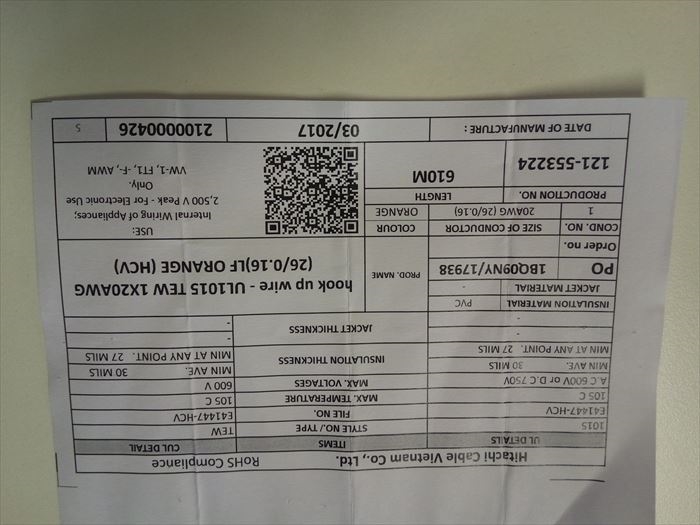 Hitachi Cable Vietnam Co., Ltd. RoHS Compliance
UL DETAILS ITEMS CUL DETAIL
1015 STYLE NO./ TYPE TEW
E41447-HCV FILE NO. E41447-HCV
105 C MAX. TEMPERATURE 105 C
A.C 600V or D.C 750V MAX. VOLTAGES 600 V
MIN AVE. 30 MILS INSULATION THICKNESS MIN AVE. 30 MILS
MIN AT ANY POINT. 27 MILS MIN AT ANY POINT. 27 MILS
- JACKET THICKNESS -
- -
INSULATION MATERIAL PVC
JACKET MATERIAL -
PO 1BQ09NY/17938
Order no.
PROD. NAME
hook up wire - UL1015 TEW 1X20AWG
(26/0.16)LF ORANGE (HCV)
COND. NO. SIZE OF CONDUCTOR COLOUR
1 20AWG (26/0.16) ORANGE
PRODUCTION NO. LENGTH
121-553224 610M
USE:
Internal Wiring of Appliances;
2,500 V Peak - For Electronic Use
Only.
VW-1, FT1, -F-, AWM
DATE OF MANUFACTURE : 03/2017 2100000426 5